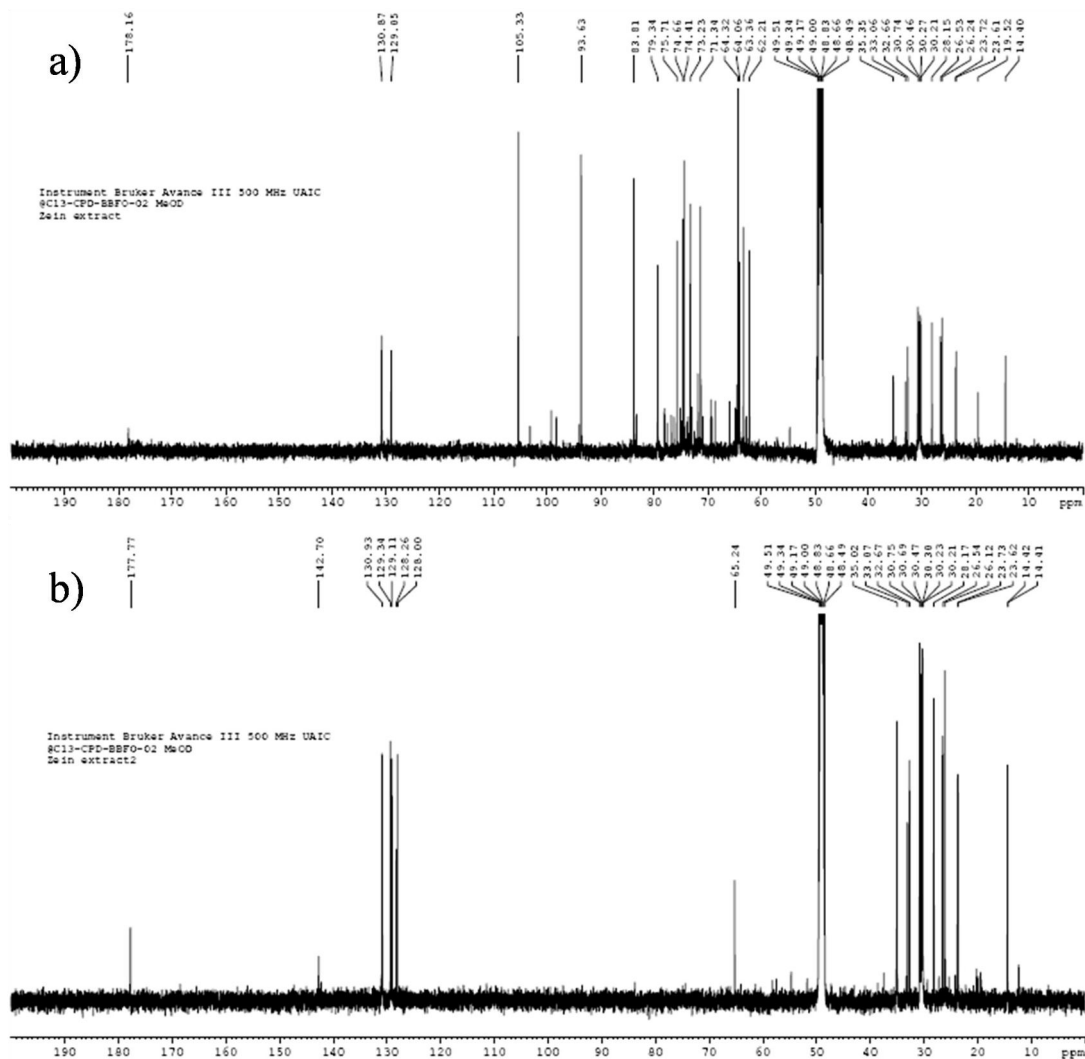 178.16 130.87 129.05 105.33 93.63 83.81 79.34 75.71 74.66 74.41 73.23 71.34 64.32 64.06 63.36 62.21 49.51 49.34 49.17 49.00 48.83 48.66 48.49 35.35 33.06 32.66 30.74 30.46 30.27 30.21 28.15 26.53 26.24 23.72 23.61 19.52 14.40
a)
Instrument Bruker Avance III 500 MHz UAIC
@C13-CPD-BBFO-02 MeOD
Zein extract
190 180 170 160 150 140 130 120 110 100 90 80 70 60 50 40 30 20 10 ppm
177.77 142.70 130.93 129.34 129.11 128.26 128.00 65.24 49.51 49.34 49.17 49.00 48.83 48.66 48.49 35.02 33.07 32.67 30.75 30.69 30.47 30.30 30.23 30.21 28.17 26.54 26.12 23.73 23.62 14.42 14.41
b)
Instrument Bruker Avance III 500 MHz UAIC
@C13-CPD-BBFO-02 MeOD
Zein extract2
190 180 170 160 150 140 130 120 110 100 90 80 70 60 50 40 30 20 10 ppm